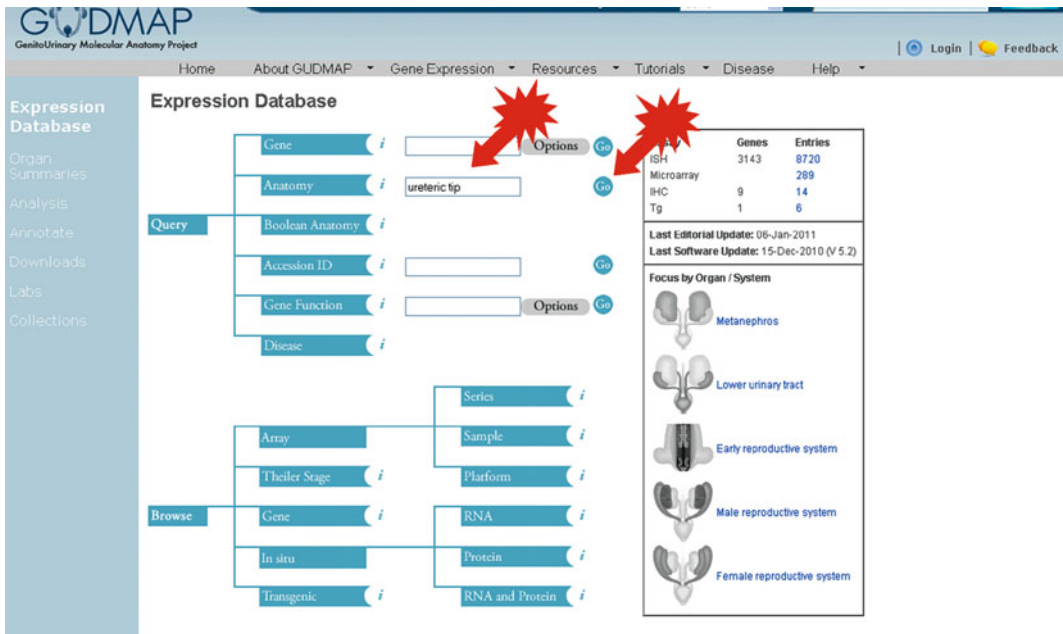 GUDMAP
GenitoUrinary Molecular Anatomy Project
Login | Feedback
Home About GUDMAP Gene Expression Resources Tutorials Disease Help
Expression
Database
Organ
Summaries
Analysis
Annotate
Downloads
Labs
Collections
Expression Database
Query
Gene i Options Go
Anatomy i ureteric tip Go
Boolean Anatomy i
Accession ID i Go
Gene Function i Options Go
Disease i
Browse
Array
Series i
Sample i
Platform i
Theiler Stage i
Gene i
In situ
RNA i
Protein i
RNA and Protein i
Transgenic i
Genes Entries
ISH 3143 8720
Microarray 289
IHC 9 14
Tg 1 6
Last Editorial Update: 06-Jan-2011
Last Software Update: 15-Dec-2010 (V 5.2)
Focus by Organ / System
Metanephros
Lower urinary tract
Early reproductive system
Male reproductive system
Female reproductive system